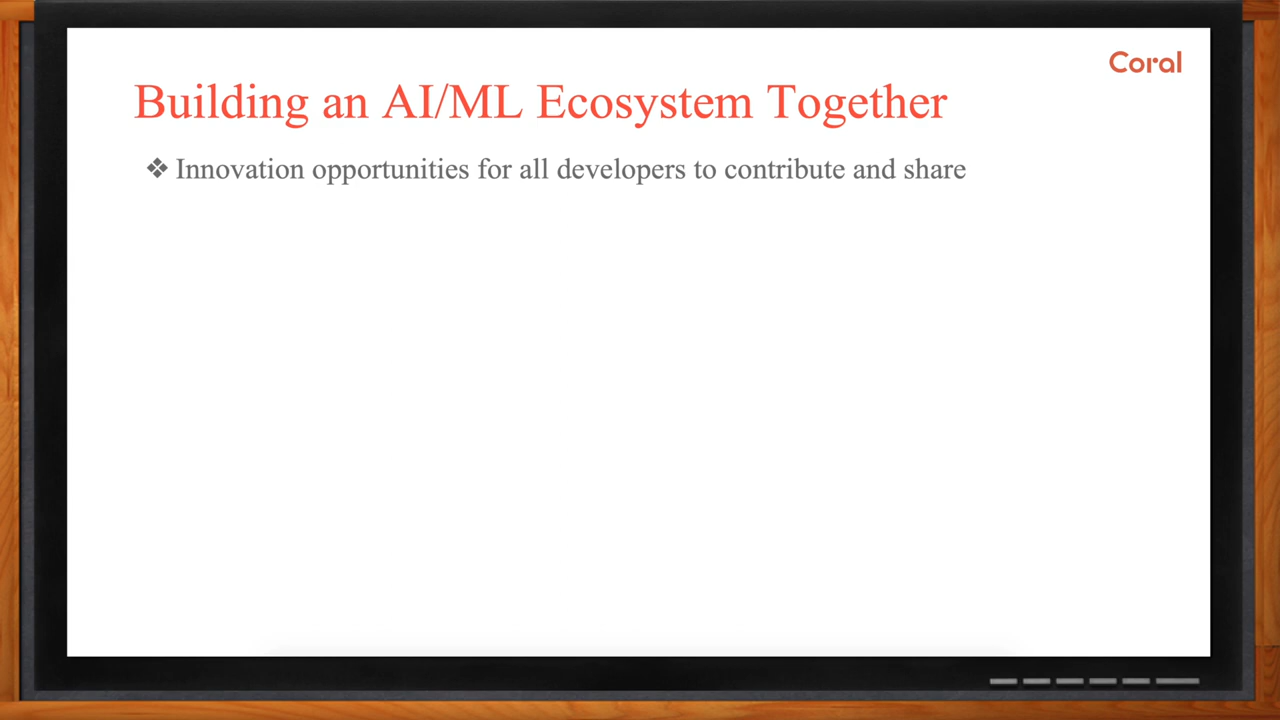 Coral
Building an AI/ML Ecosystem Together
❖ Innovation opportunities for all developers to contribute and share